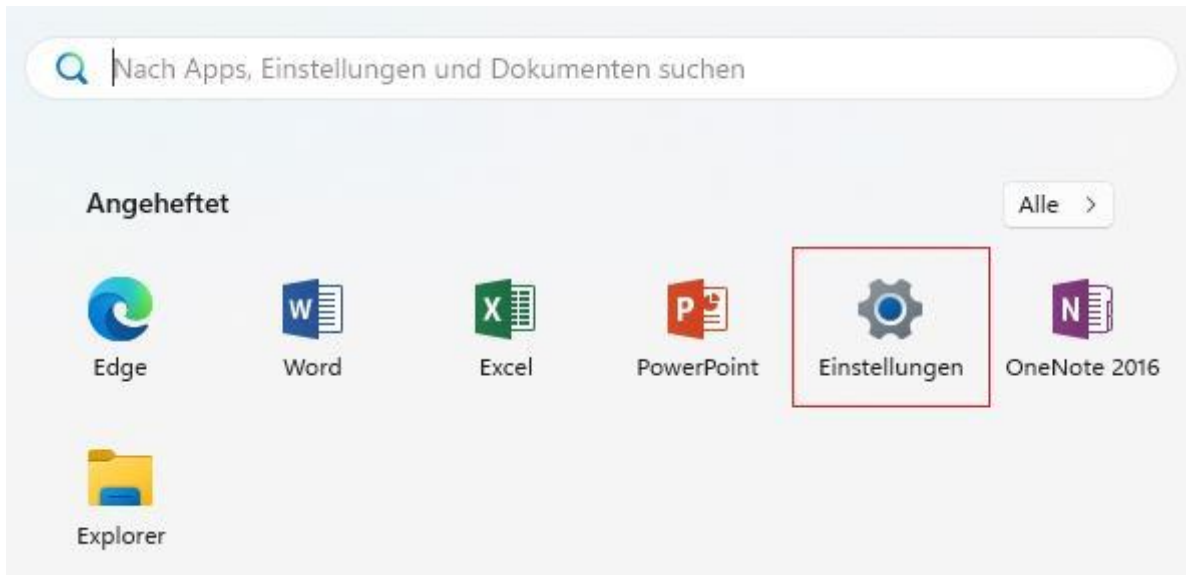 Nach Apps, Einstellungen und Dokumenten suchen
Angeheftet
Alle >
Edge
Word
Excel
PowerPoint
Einstellungen
OneNote 2016
Explorer